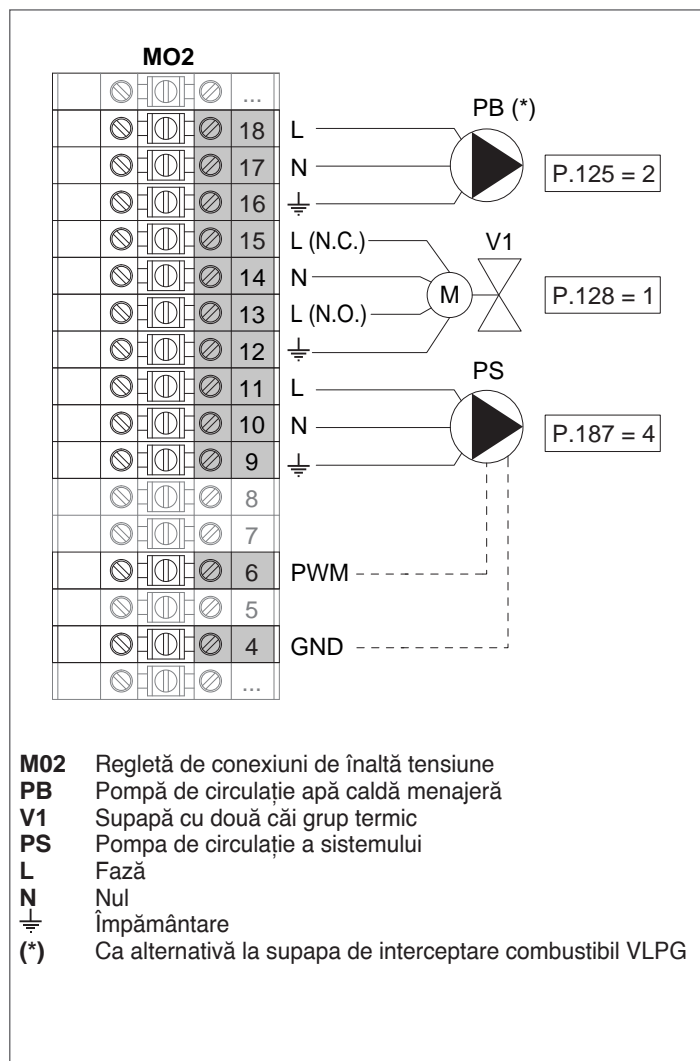 MO2
...
18 L PB (*)
17 N P.125 = 2
16
15 L (N.C.) V1
14 N M P.128 = 1
13 L (N.O.)
12
11 L PS
10 N P.187 = 4
9
8
7
6 PWM
5
4 GND
...
M02 Regletă de conexiuni de înaltă tensiune
PB Pompă de circulație apă caldă menajeră
V1 Supapă cu două căi grup termic
PS Pompa de circulație a sistemului
L Fază
N Nul
Împământare
(*) Ca alternativă la supapa de interceptare combustibil VLPG